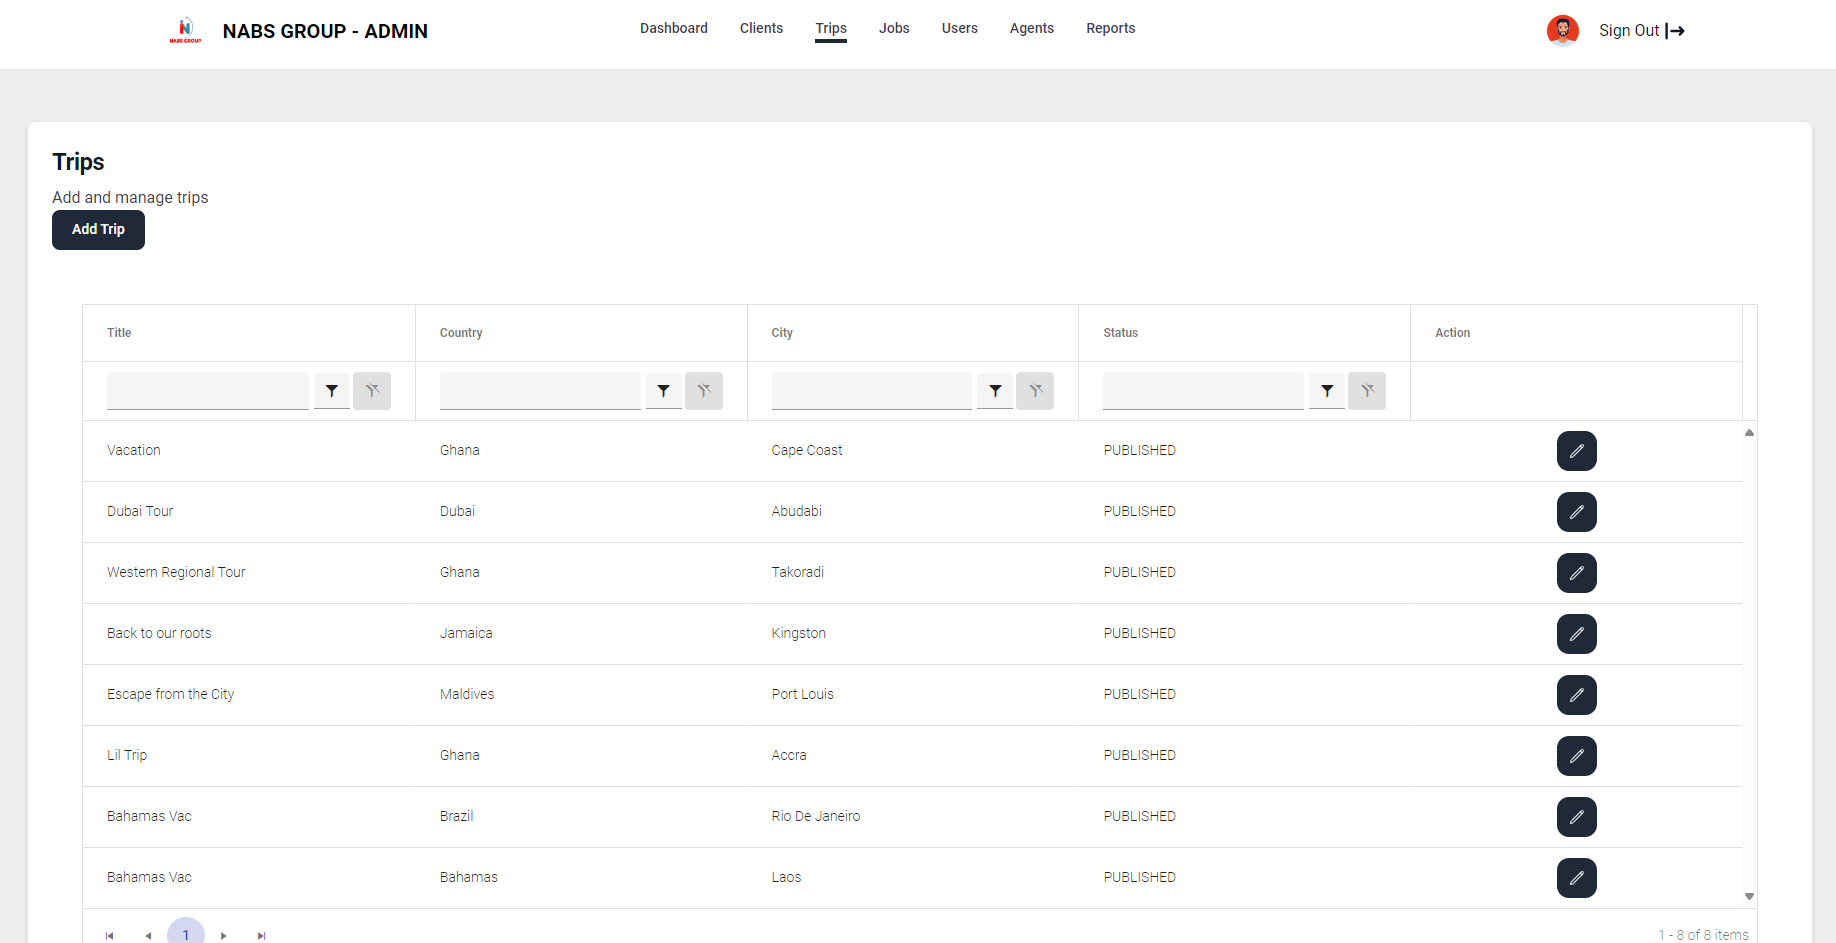 NABS GROUP
NABS GROUP - ADMIN
Dashboard Clients Trips Jobs Users Agents Reports
Sign Out
Trips
Add and manage trips
Add Trip
Title Country City Status Action
Vacation Ghana Cape Coast PUBLISHED
Dubai Tour Dubai Abudabi PUBLISHED
Western Regional Tour Ghana Takoradi PUBLISHED
Back to our roots Jamaica Kingston PUBLISHED
Escape from the City Maldives Port Louis PUBLISHED
Lil Trip Ghana Accra PUBLISHED
Bahamas Vac Brazil Rio De Janeiro PUBLISHED
Bahamas Vac Bahamas Laos PUBLISHED
1 1 - 8 of 8 items